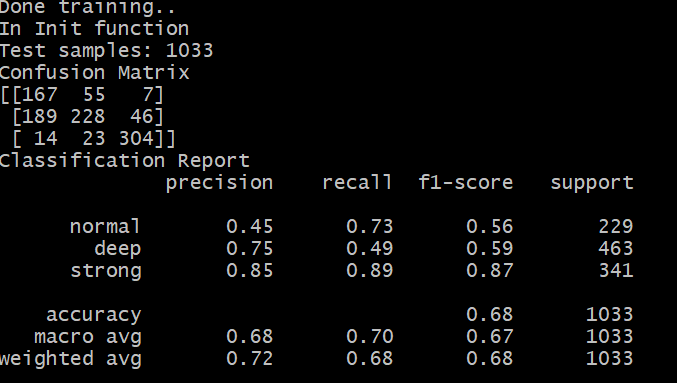 Done training..
In Init function
Test samples: 1033
Confusion Matrix
[[167  55   7]
 [189 228  46]
 [ 14  23 304]]
Classification Report
              precision    recall  f1-score   support

      normal       0.45      0.73      0.56       229
        deep       0.75      0.49      0.59       463
      strong       0.85      0.89      0.87       341

    accuracy                           0.68      1033
   macro avg       0.68      0.70      0.67      1033
weighted avg       0.72      0.68      0.68      1033